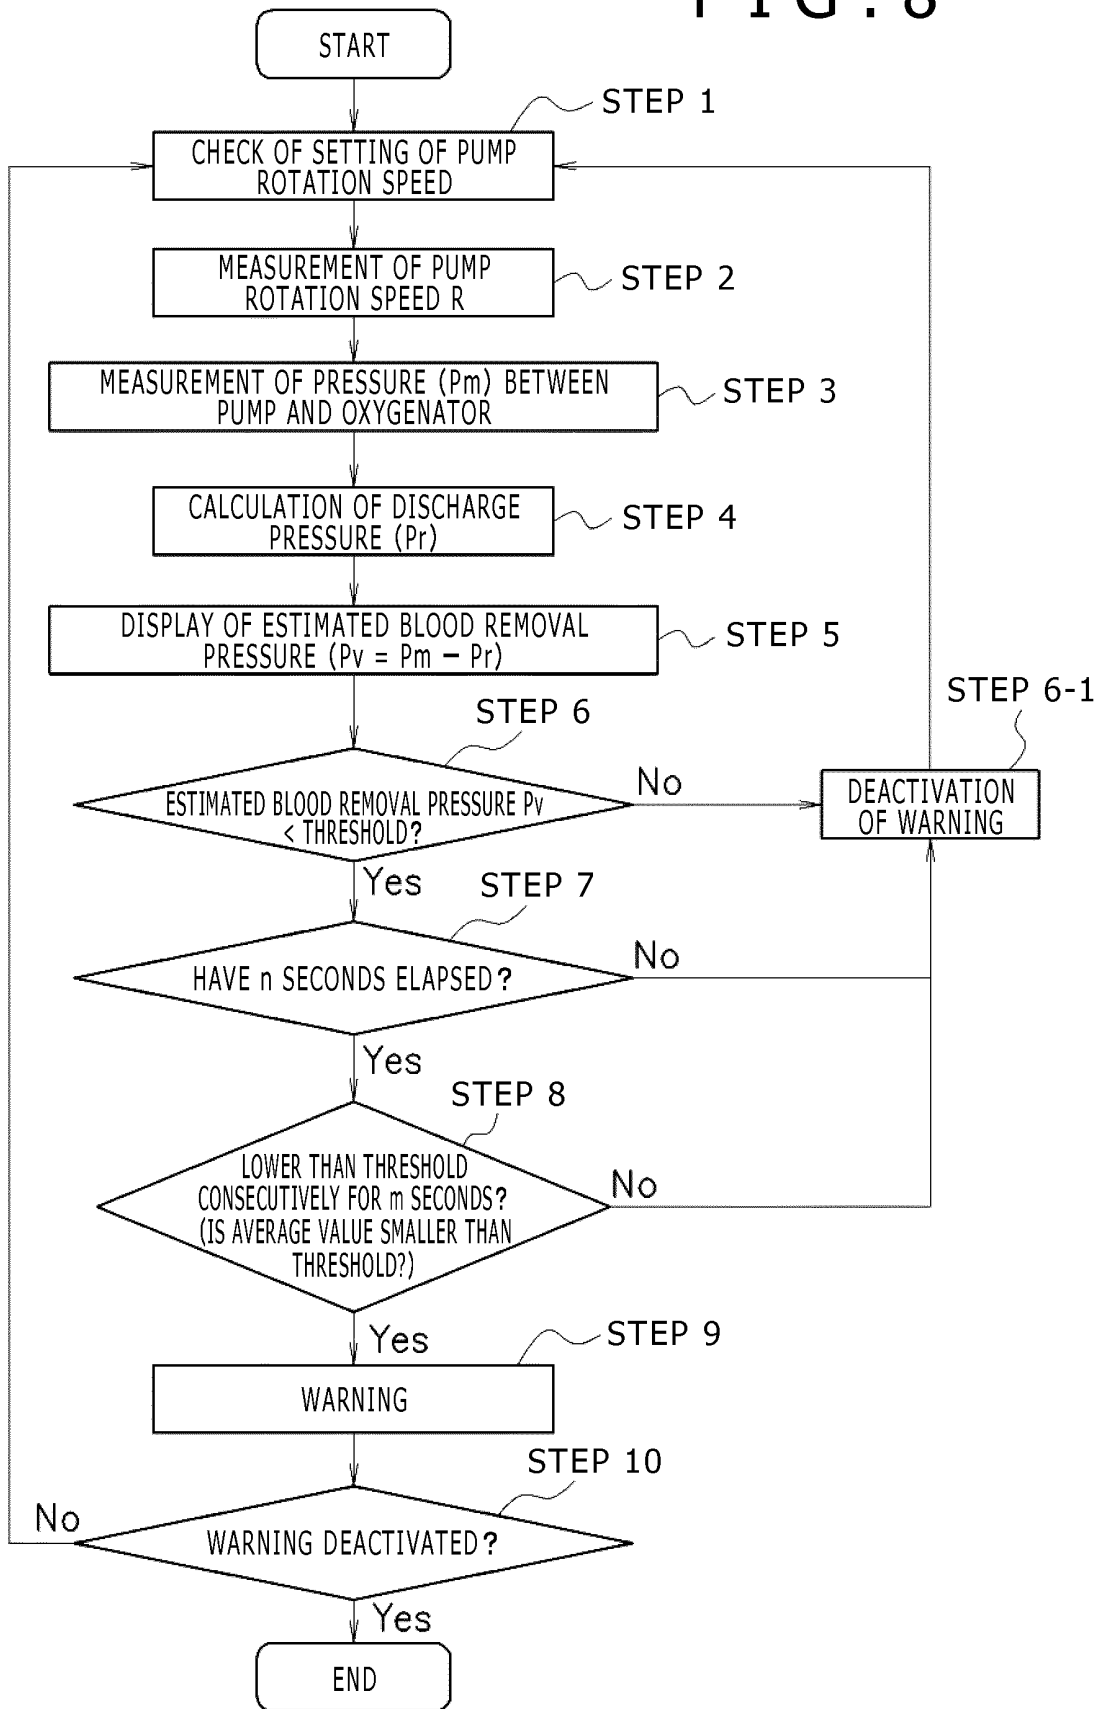 FIG.8
START
STEP 1
CHECK OF SETTING OF PUMP
ROTATION SPEED
MEASUREMENT OF PUMP
ROTATION SPEED R
STEP 2
MEASUREMENT OF PRESSURE (Pm) BETWEEN
PUMP AND OXYGENATOR
STEP 3
CALCULATION OF DISCHARGE
PRESSURE (Pr)
STEP 4
DISPLAY OF ESTIMATED BLOOD REMOVAL
PRESSURE (Pv = Pm − Pr)
STEP 5
STEP 6
ESTIMATED BLOOD REMOVAL PRESSURE Pv
< THRESHOLD?
No
STEP 6-1
DEACTIVATION
OF WARNING
Yes
STEP 7
HAVE n SECONDS ELAPSED?
No
Yes
STEP 8
LOWER THAN THRESHOLD
CONSECUTIVELY FOR m SECONDS?
(IS AVERAGE VALUE SMALLER THAN
THRESHOLD?)
No
Yes
STEP 9
WARNING
STEP 10
WARNING DEACTIVATED?
No
Yes
END